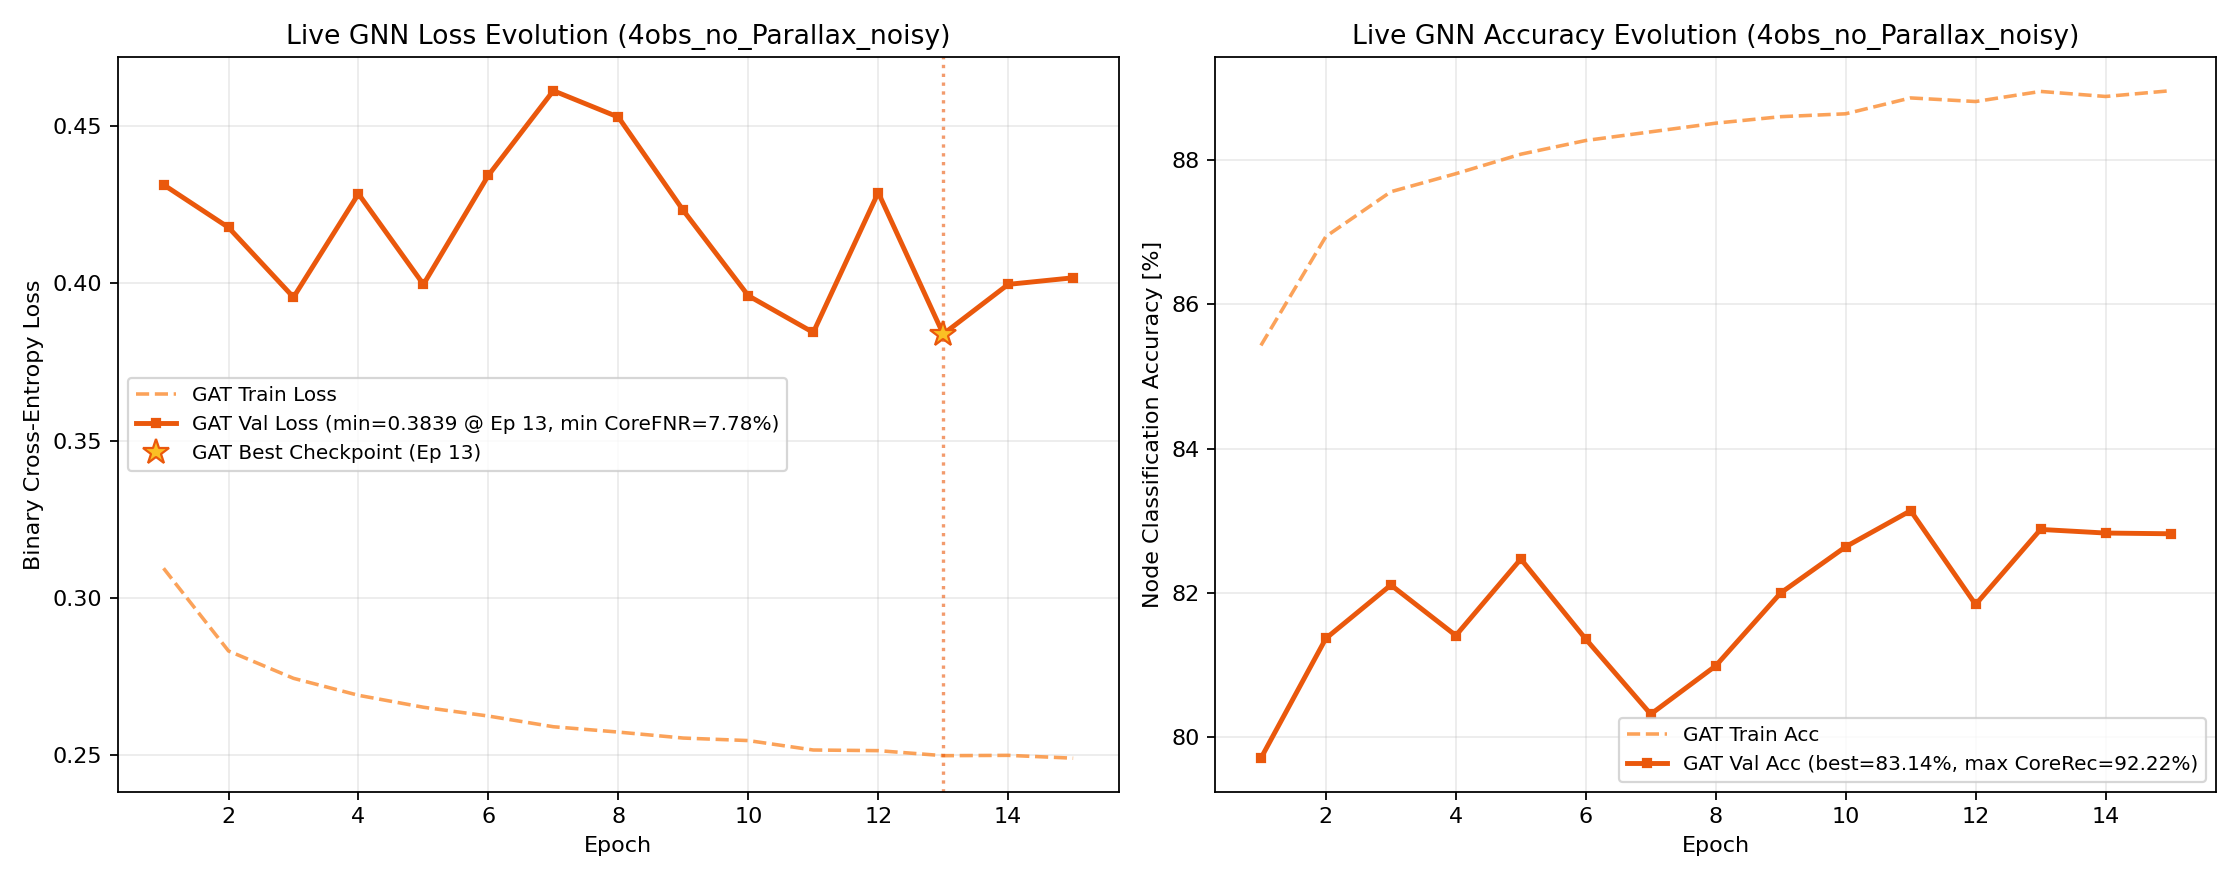 Live GNN Loss Evolution (4obs_no_Parallax_noisy)
Binary Cross-Entropy Loss
0.45
0.40
0.35
0.30
0.25
GAT Train Loss
GAT Val Loss (min=0.3839 @ Ep 13, min CoreFNR=7.78%)
GAT Best Checkpoint (Ep 13)
2 4 6 8 10 12 14
Epoch
Live GNN Accuracy Evolution (4obs_no_Parallax_noisy)
Node Classification Accuracy [%]
88
86
84
82
80
GAT Train Acc
GAT Val Acc (best=83.14%, max CoreRec=92.22%)
2 4 6 8 10 12 14
Epoch